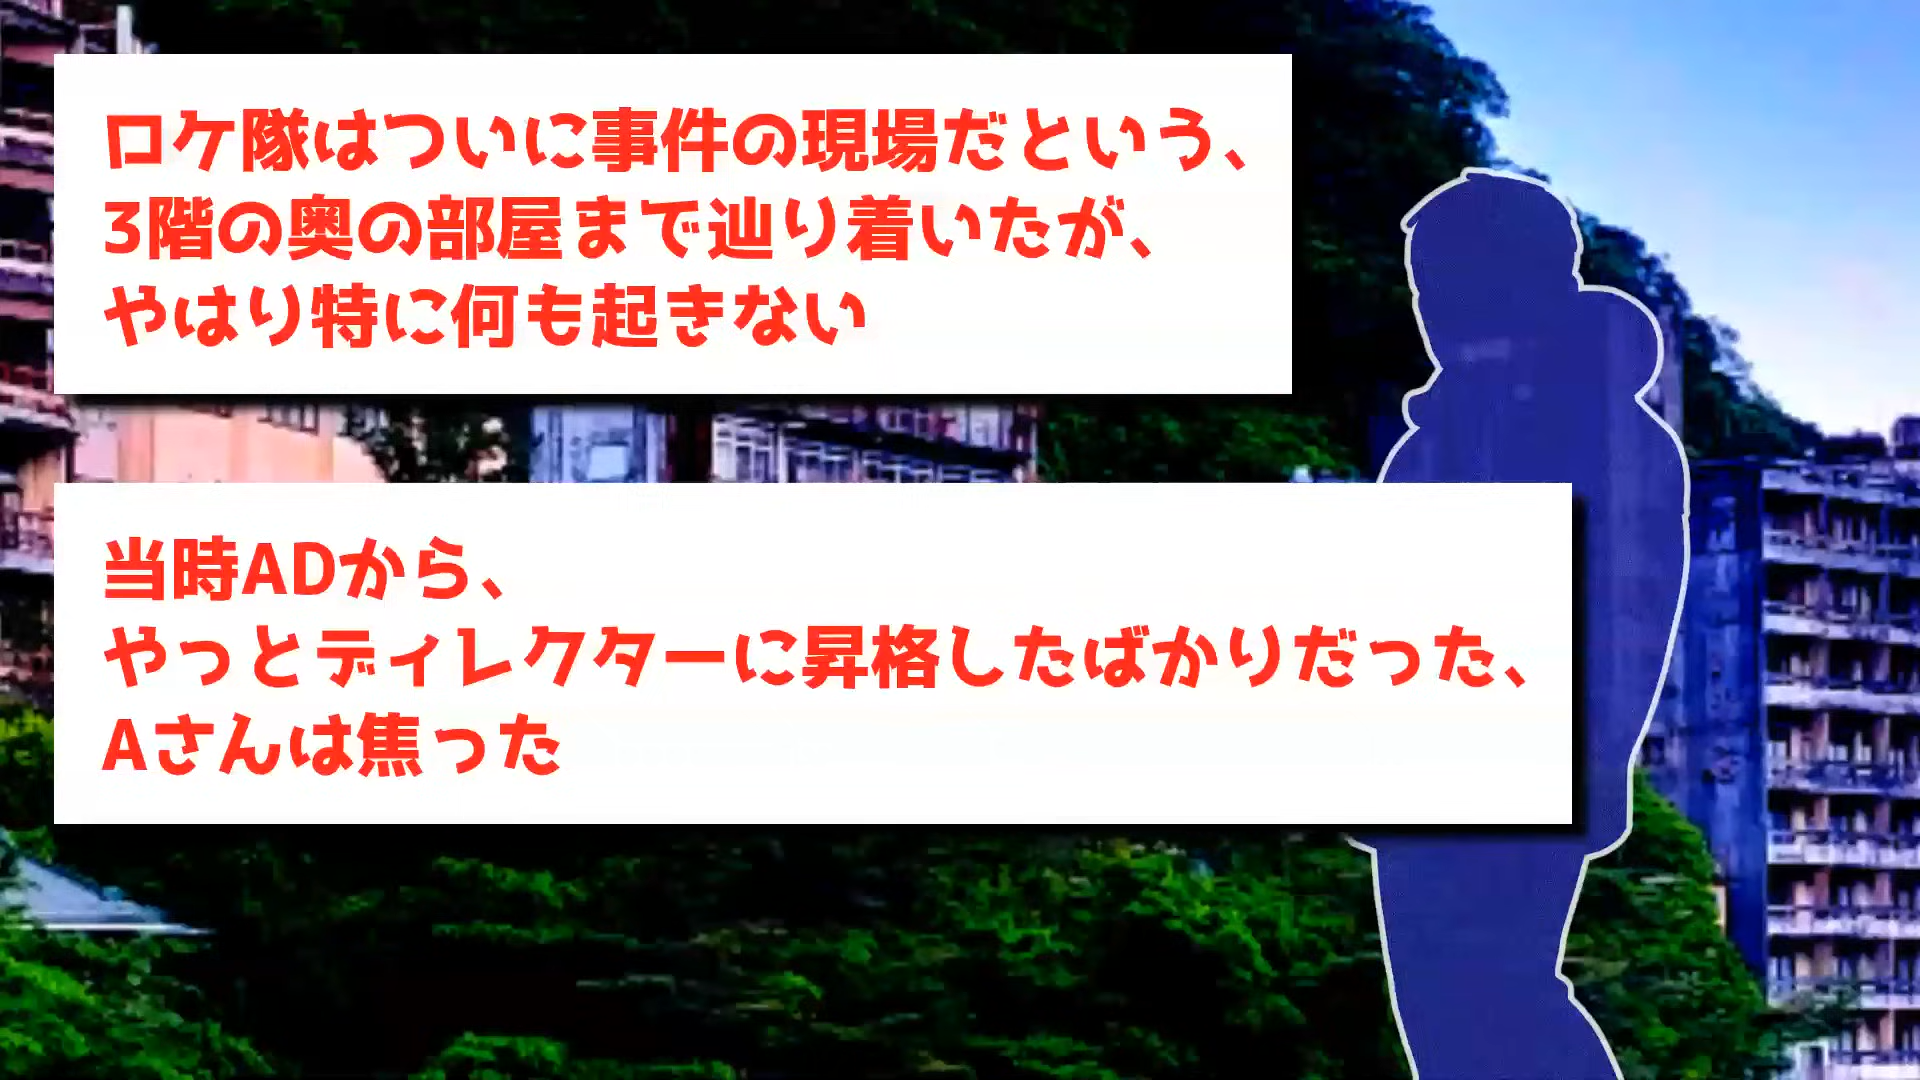 ロケ隊はついに事件の現場だという、
3階の奥の部屋まで辿り着いたが、
やはり特に何も起きない
当時ADから、
やっとディレクターに昇格したばかりだった、
Aさんは焦った